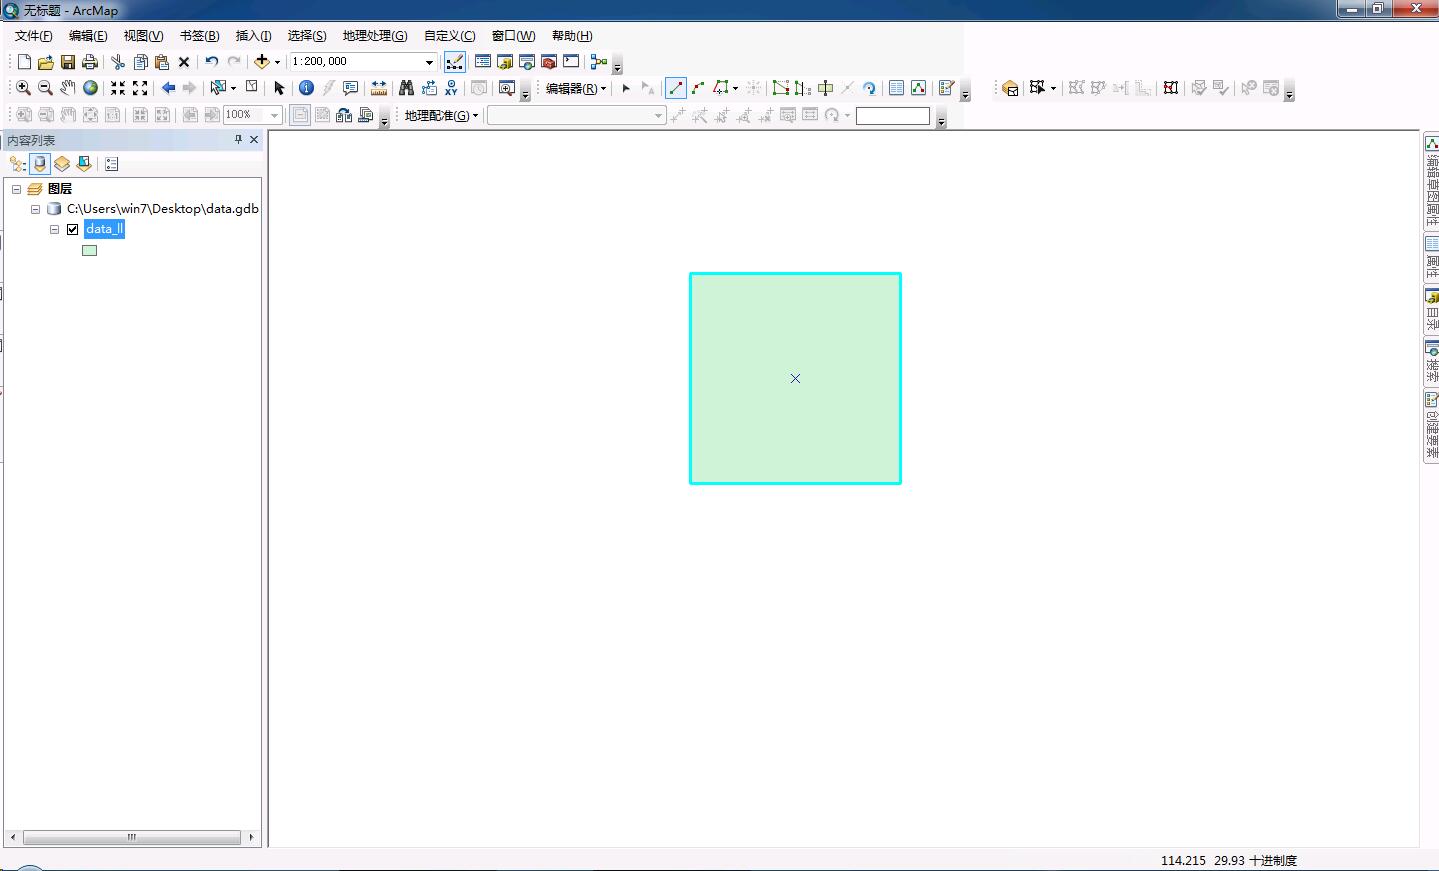 无标题 - ArcMap
文件(F) 编辑(E) 视图(V) 书签(B) 插入(I) 选择(S) 地理处理(G) 自定义(C) 窗口(W) 帮助(H)
1:200,000
编辑器(R)
100%
地理配准(G)
内容列表
图层
C:\Users\win7\Desktop\data.gdb
data_ll
编辑草图属性
属性
目录
搜索
创建要素
114.215 29.93 十进制度